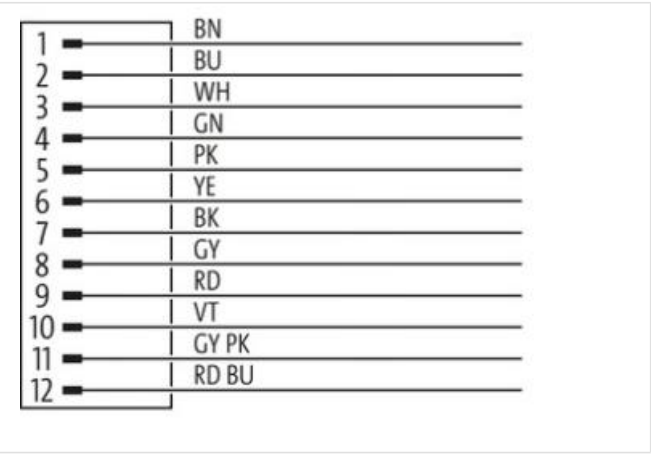 1 BN
2 BU
3 WH
4 GN
5 PK
6 YE
7 BK
8 GY
9 RD
10 VT
11 GY PK
12 RD BU